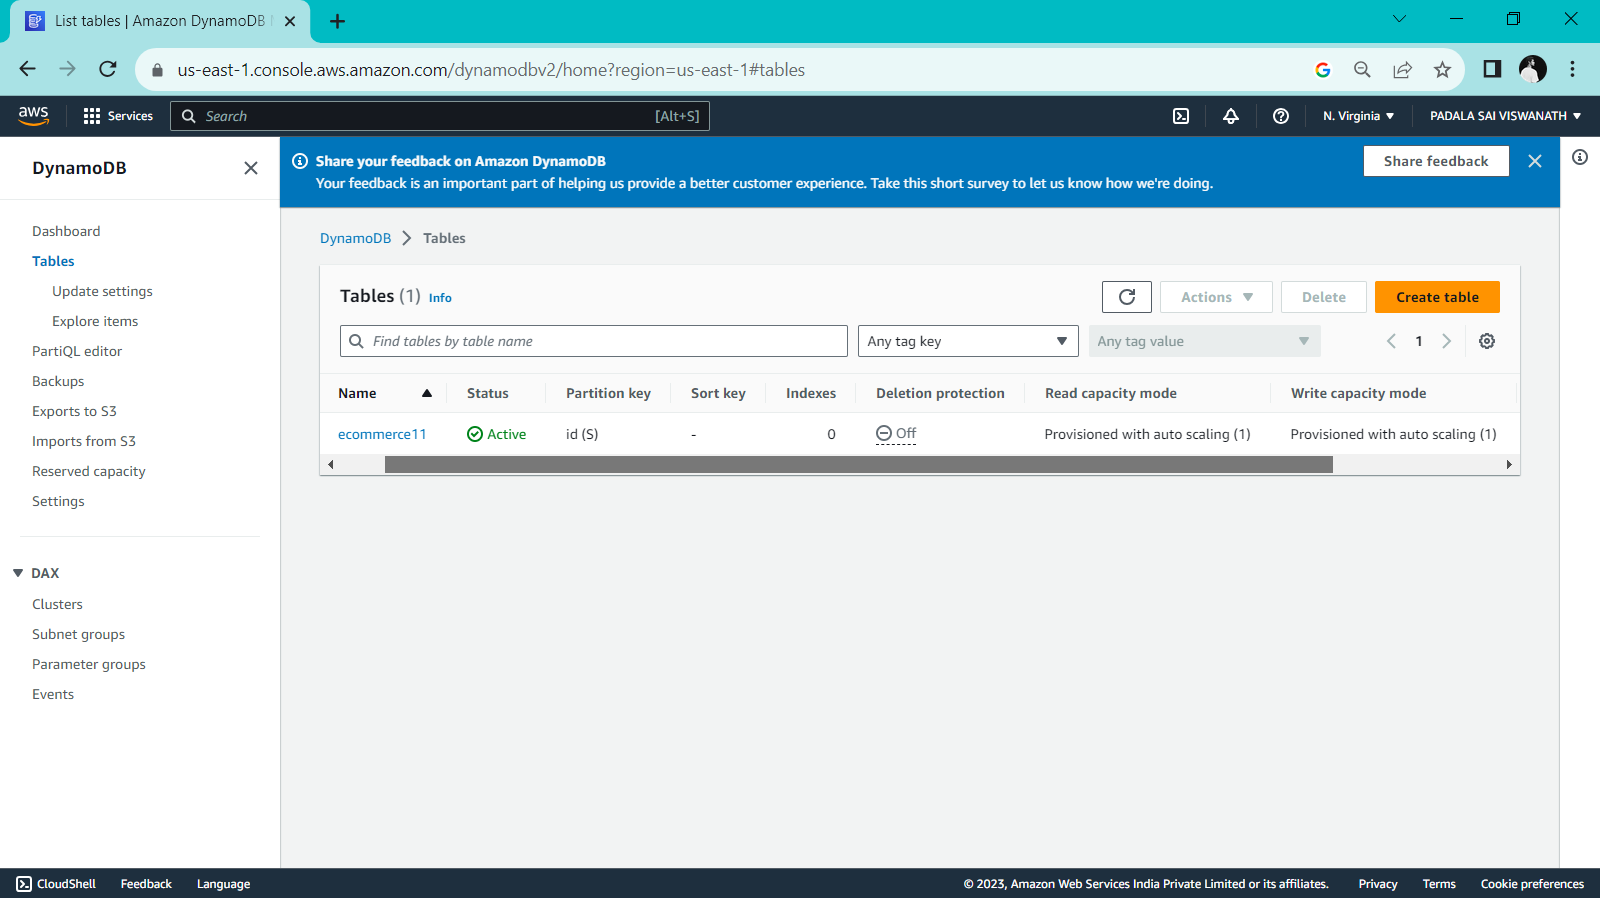 List tables | Amazon DynamoDB
us-east-1.console.aws.amazon.com/dynamodbv2/home?region=us-east-1#tables
aws
Services
Search
[Alt+S]
N. Virginia
PADALA SAI VISWANATH
DynamoDB
Dashboard
Tables
Update settings
Explore items
PartiQL editor
Backups
Exports to S3
Imports from S3
Reserved capacity
Settings
DAX
Clusters
Subnet groups
Parameter groups
Events
Share your feedback on Amazon DynamoDB
Your feedback is an important part of helping us provide a better customer experience. Take this short survey to let us know how we're doing.
Share feedback
DynamoDB > Tables
Tables (1) Info
Actions
Delete
Create table
Find tables by table name
Any tag key
Any tag value
1
Name Status Partition key Sort key Indexes Deletion protection Read capacity mode Write capacity mode
ecommerce11 Active id (S) - 0 Off Provisioned with auto scaling (1) Provisioned with auto scaling (1)
CloudShell Feedback Language © 2023, Amazon Web Services India Private Limited or its affiliates. Privacy Terms Cookie preferences